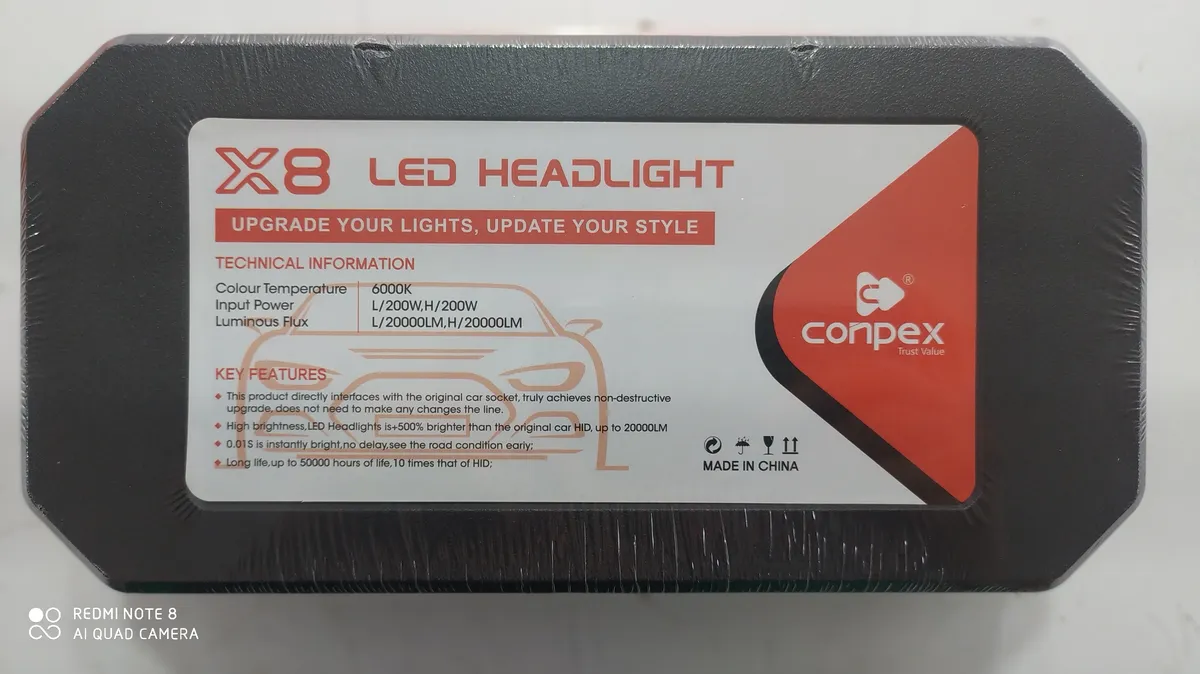 X8 LED HEADLIGHT
UPGRADE YOUR LIGHTS, UPDATE YOUR STYLE
TECHNICAL INFORMATION
Colour Temperature 6000K
Input Power L/200W,H/200W
Luminous Flux L/20000LM,H/20000LM
KEY FEATURES
This product directly interfaces with the original car socket, truly achieves non-destructive
upgrade, does not need to make any changes the line.
High brightness,LED Headlights is+500% brighter than the original car HID, up to 20000LM
0.01S is instantly bright,no delay,see the road condition eariy;
Long life,up to 50000 hours of life,10 times that of HID;
®
conpex
Trust Value
MADE IN CHINA
REDMI NOTE 8
AI QUAD CAMERA